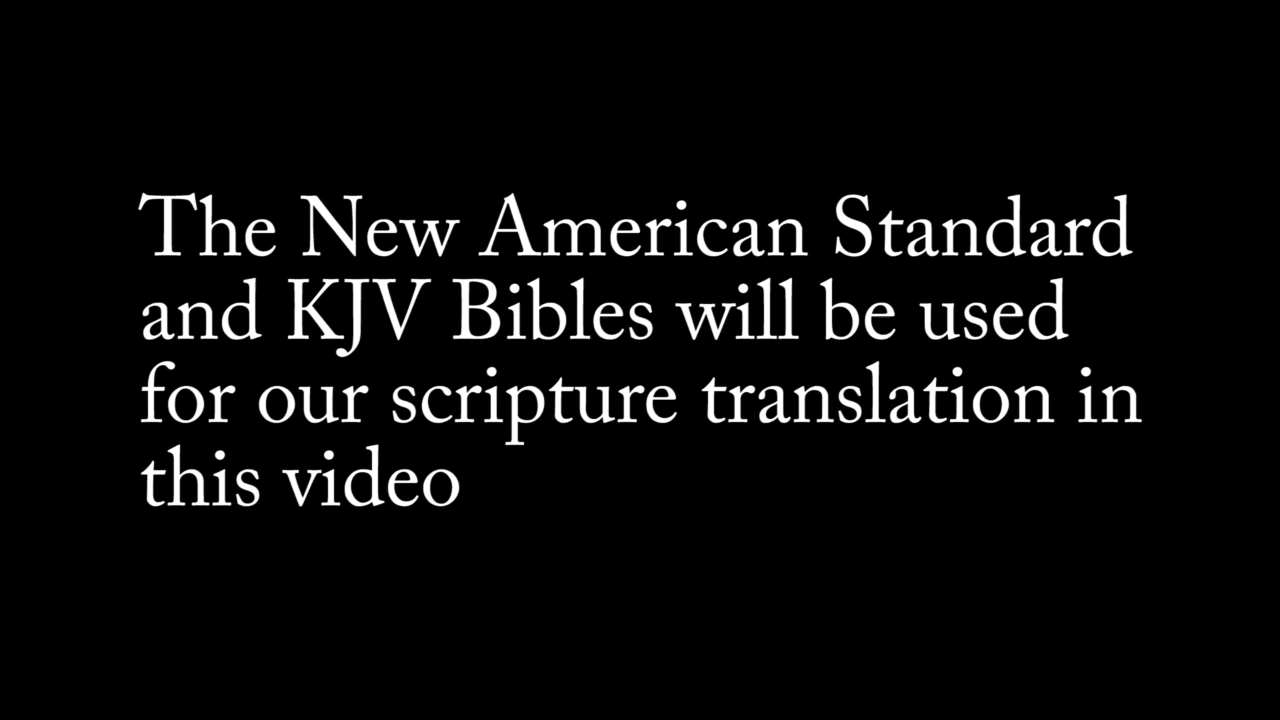 The New American Standard
and KJV Bibles will be used
for our scripture translation in
this video